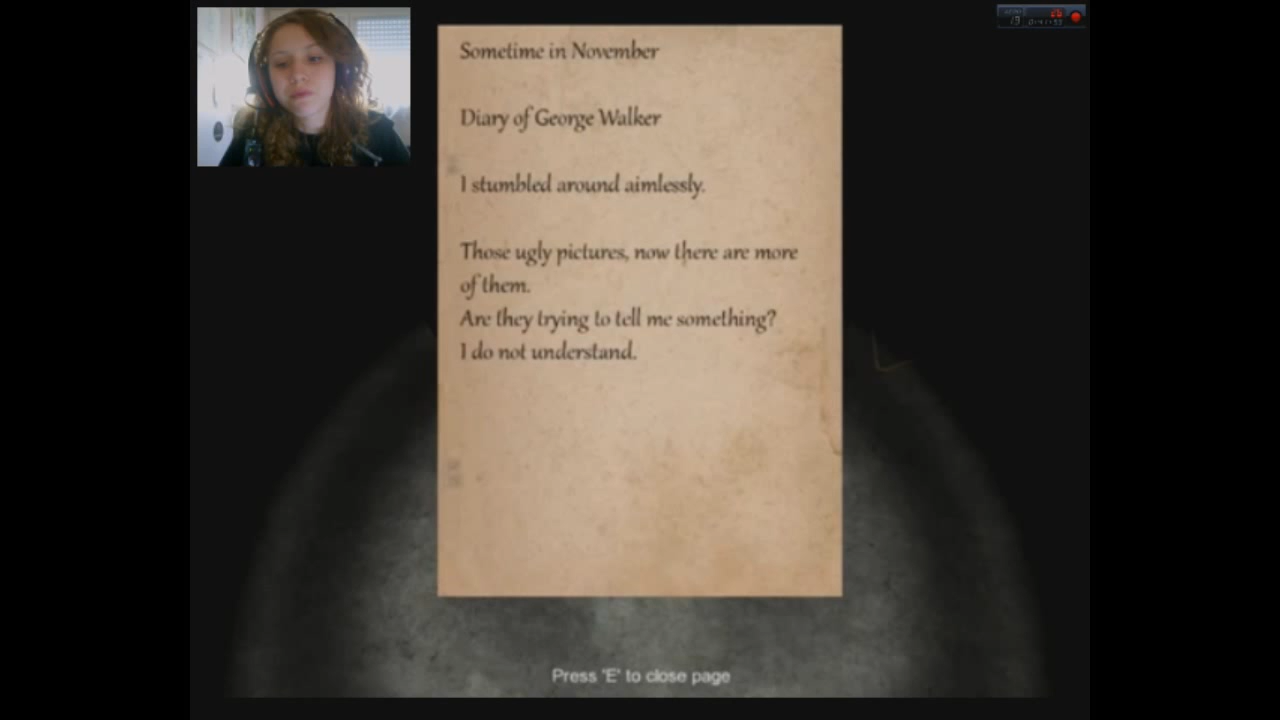 Sometime in November
Diary of George Walker
I stumbled around aimlessly.
Those ugly pictures, now there are more
of them.
Are they trying to tell me something?
I do not understand.
Press 'E' to close page